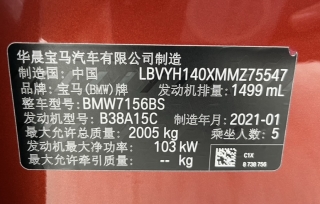 华晨宝马汽车有限公司制造
制造国：中国 LBVYH140XMMZ75547
品牌：宝马(BMW)牌 发动机排量：1499 mL
整车型号：BMW7156BS
发动机型号：B38A15C 制造年月：2021-01
最大允许总质量：2005 kg 乘坐人数：5
发动机最大净功率：103 kW
最大允许牵引质量：-- kg
C1X
0 730 756